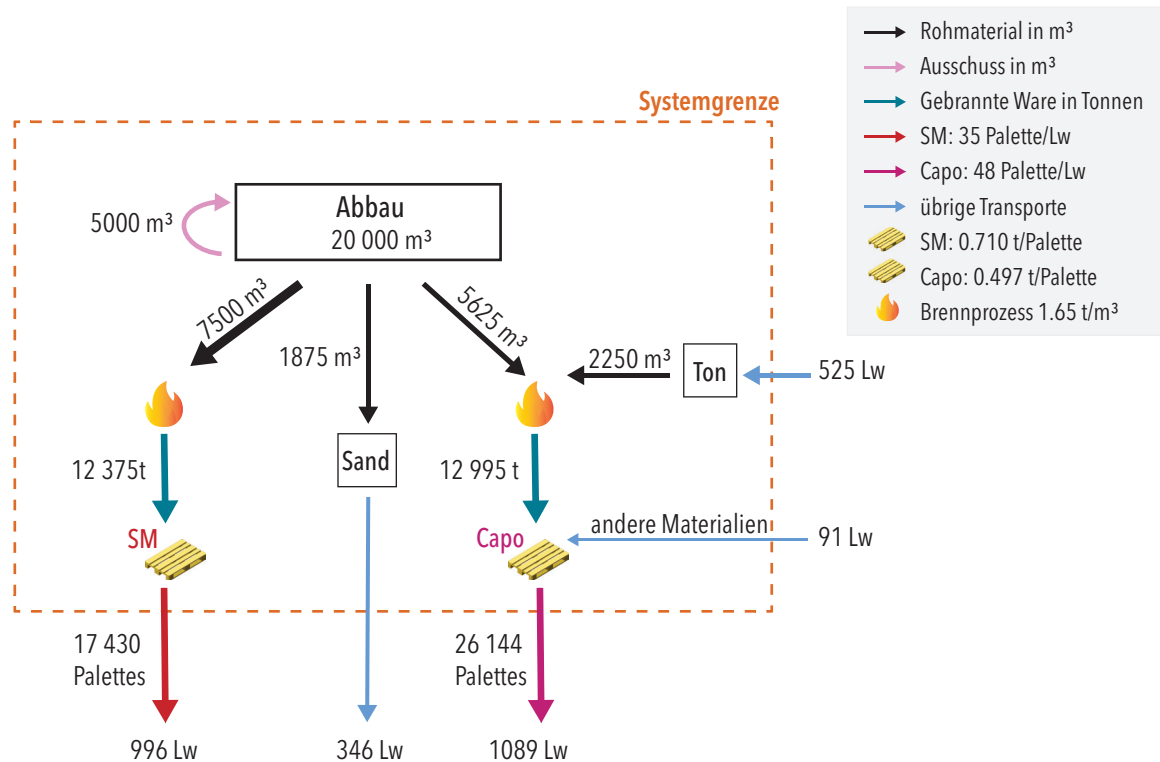 Systemgrenze
Abbau
20 000 m³
5000 m³
7500 m³
1875 m³
5625 m³
2250 m³
Ton
525 Lw
12 375t
Sand
12 995 t
SM
Capo
andere Materialien
91 Lw
17 430
Palettes
26 144
Palettes
996 Lw
346 Lw
1089 Lw
Rohmaterial in m³
Ausschuss in m³
Gebrannte Ware in Tonnen
SM: 35 Palette/Lw
Capo: 48 Palette/Lw
übrige Transporte
SM: 0.710 t/Palette
Capo: 0.497 t/Palette
Brennprozess 1.65 t/m³